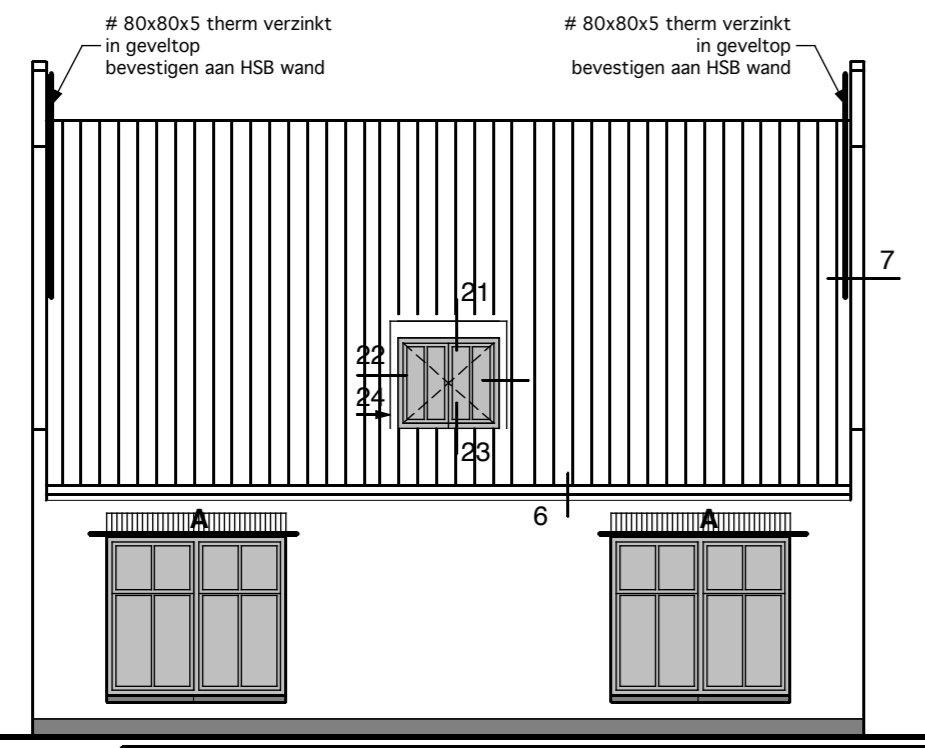 # 80x80x5 therm verzinkt
in geveltop
bevestigen aan HSB wand
# 80x80x5 therm verzinkt
in geveltop
bevestigen aan HSB wand
7
21
22
24
23
6
A
A